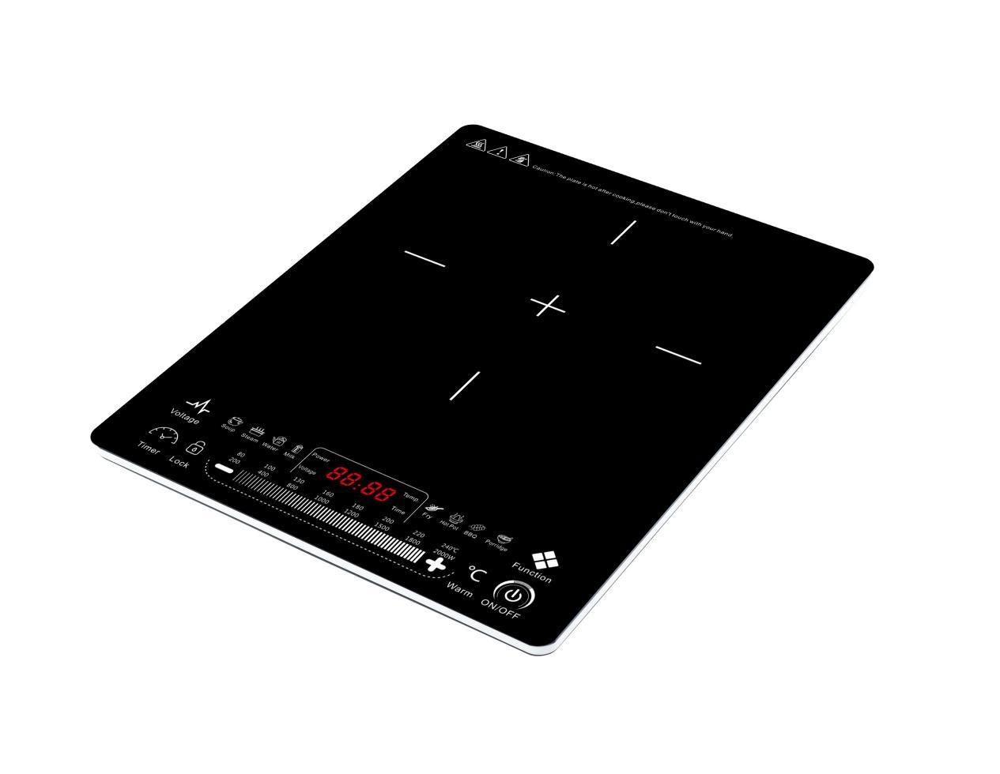 Caution:The plate is hot after cooking,please don't touch with your hand.
Voltage
Timer
Lock
Soup
Steam
Water
Milk
Power
Voltage
88:88
Temp.
Time
Fry
Hot Pot
BBQ
Porridge
80 100 130 160 180 200 220 240℃
200 400 800 1000 1200 1500 1800 2000W
℃
Warm
Function
ON/OFF